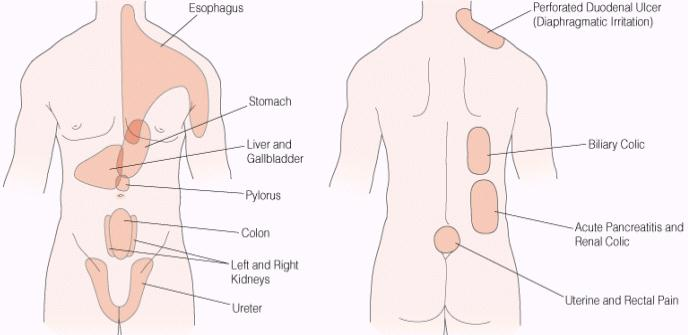 Esophagus
Stomach
Liver and
Gallbladder
Pylorus
Colon
Left and Right
Kidneys
Ureter
Perforated Duodenal Ulcer
(Diaphragmatic Irritation)
Biliary Colic
Acute Pancreatitis and
Renal Colic
Uterine and Rectal Pain